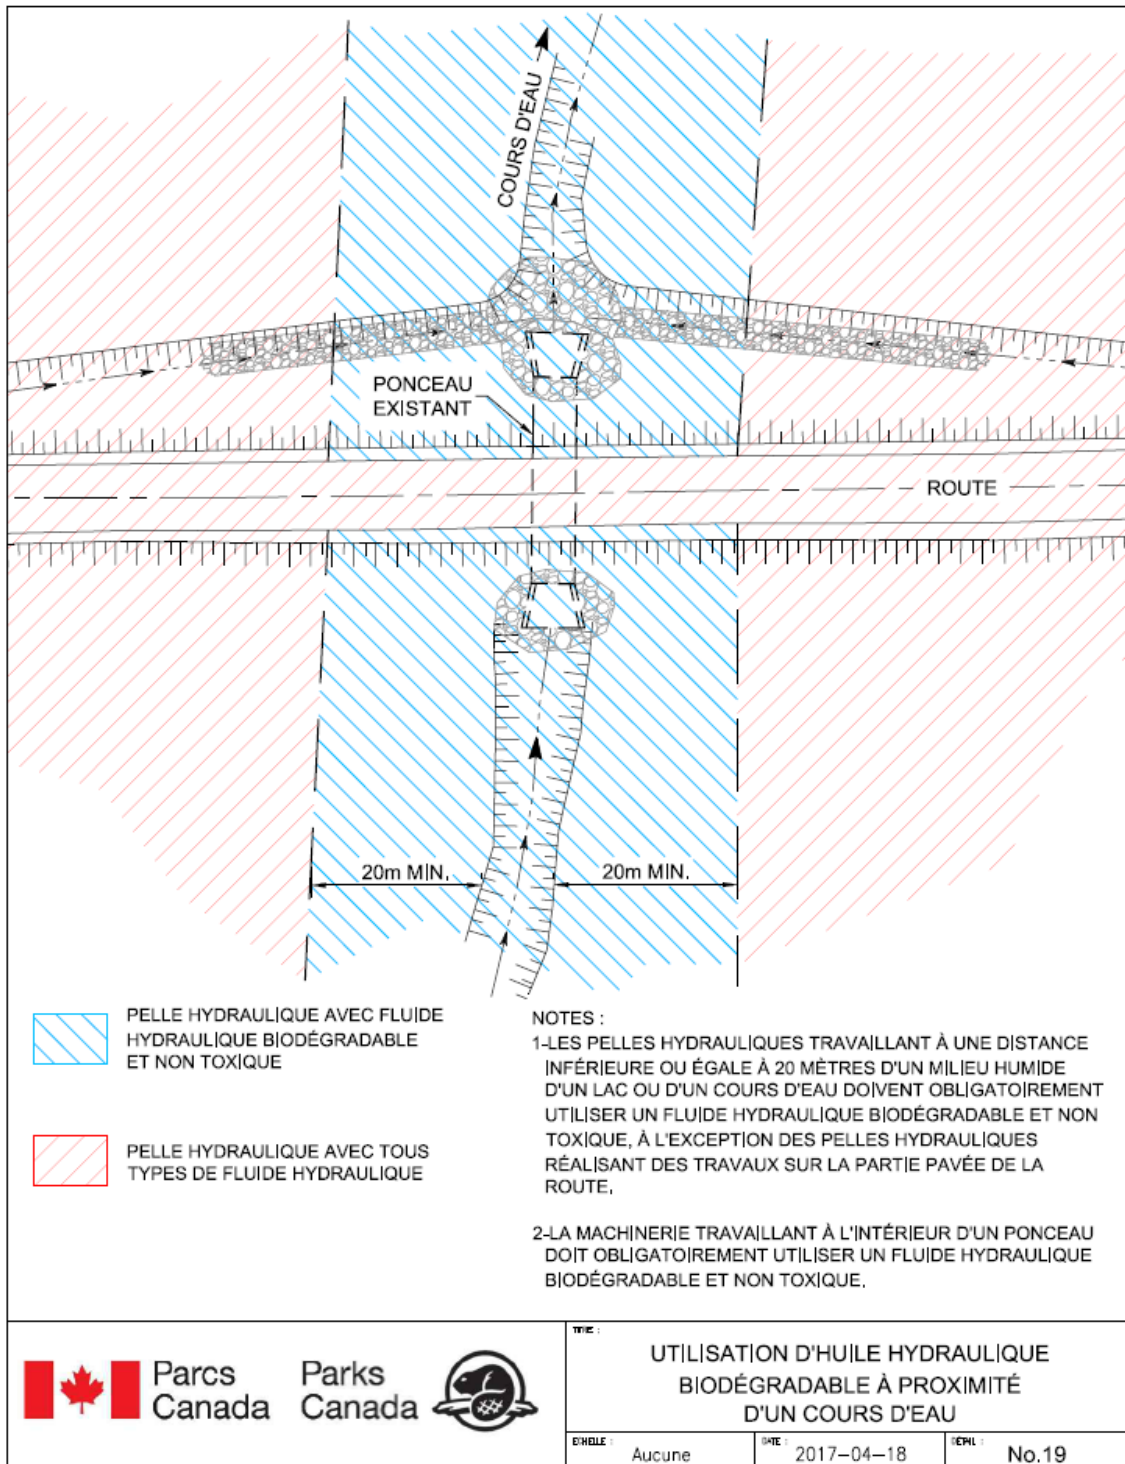 COURS D'EAU
PONCEAU
EXISTANT
ROUTE
20m MIN.
20m MIN.
PELLE HYDRAULIQUE AVEC FLUIDE
HYDRAULIQUE BIODÉGRADABLE
ET NON TOXIQUE
PELLE HYDRAULIQUE AVEC TOUS
TYPES DE FLUIDE HYDRAULIQUE
NOTES :
1-LES PELLES HYDRAULIQUES TRAVAILLANT À UNE DISTANCE
INFÉRIEURE OU ÉGALE À 20 MÈTRES D'UN MILIEU HUMIDE
D'UN LAC OU D'UN COURS D'EAU DOIVENT OBLIGATOIREMENT
UTILISER UN FLUIDE HYDRAULIQUE BIODÉGRADABLE ET NON
TOXIQUE, À L'EXCEPTION DES PELLES HYDRAULIQUES
RÉALISANT DES TRAVAUX SUR LA PARTIE PAVÉE DE LA
ROUTE.
2-LA MACHINERIE TRAVAILLANT À L'INTÉRIEUR D'UN PONCEAU
DOIT OBLIGATOIREMENT UTILISER UN FLUIDE HYDRAULIQUE
BIODÉGRADABLE ET NON TOXIQUE.
Parcs
Canada
Parks
Canada
TITRE :
UTILISATION D'HUILE HYDRAULIQUE
BIODÉGRADABLE À PROXIMITÉ
D'UN COURS D'EAU
ECHELLE :
Aucune
DATE :
2017-04-18
DÉTAIL :
No.19